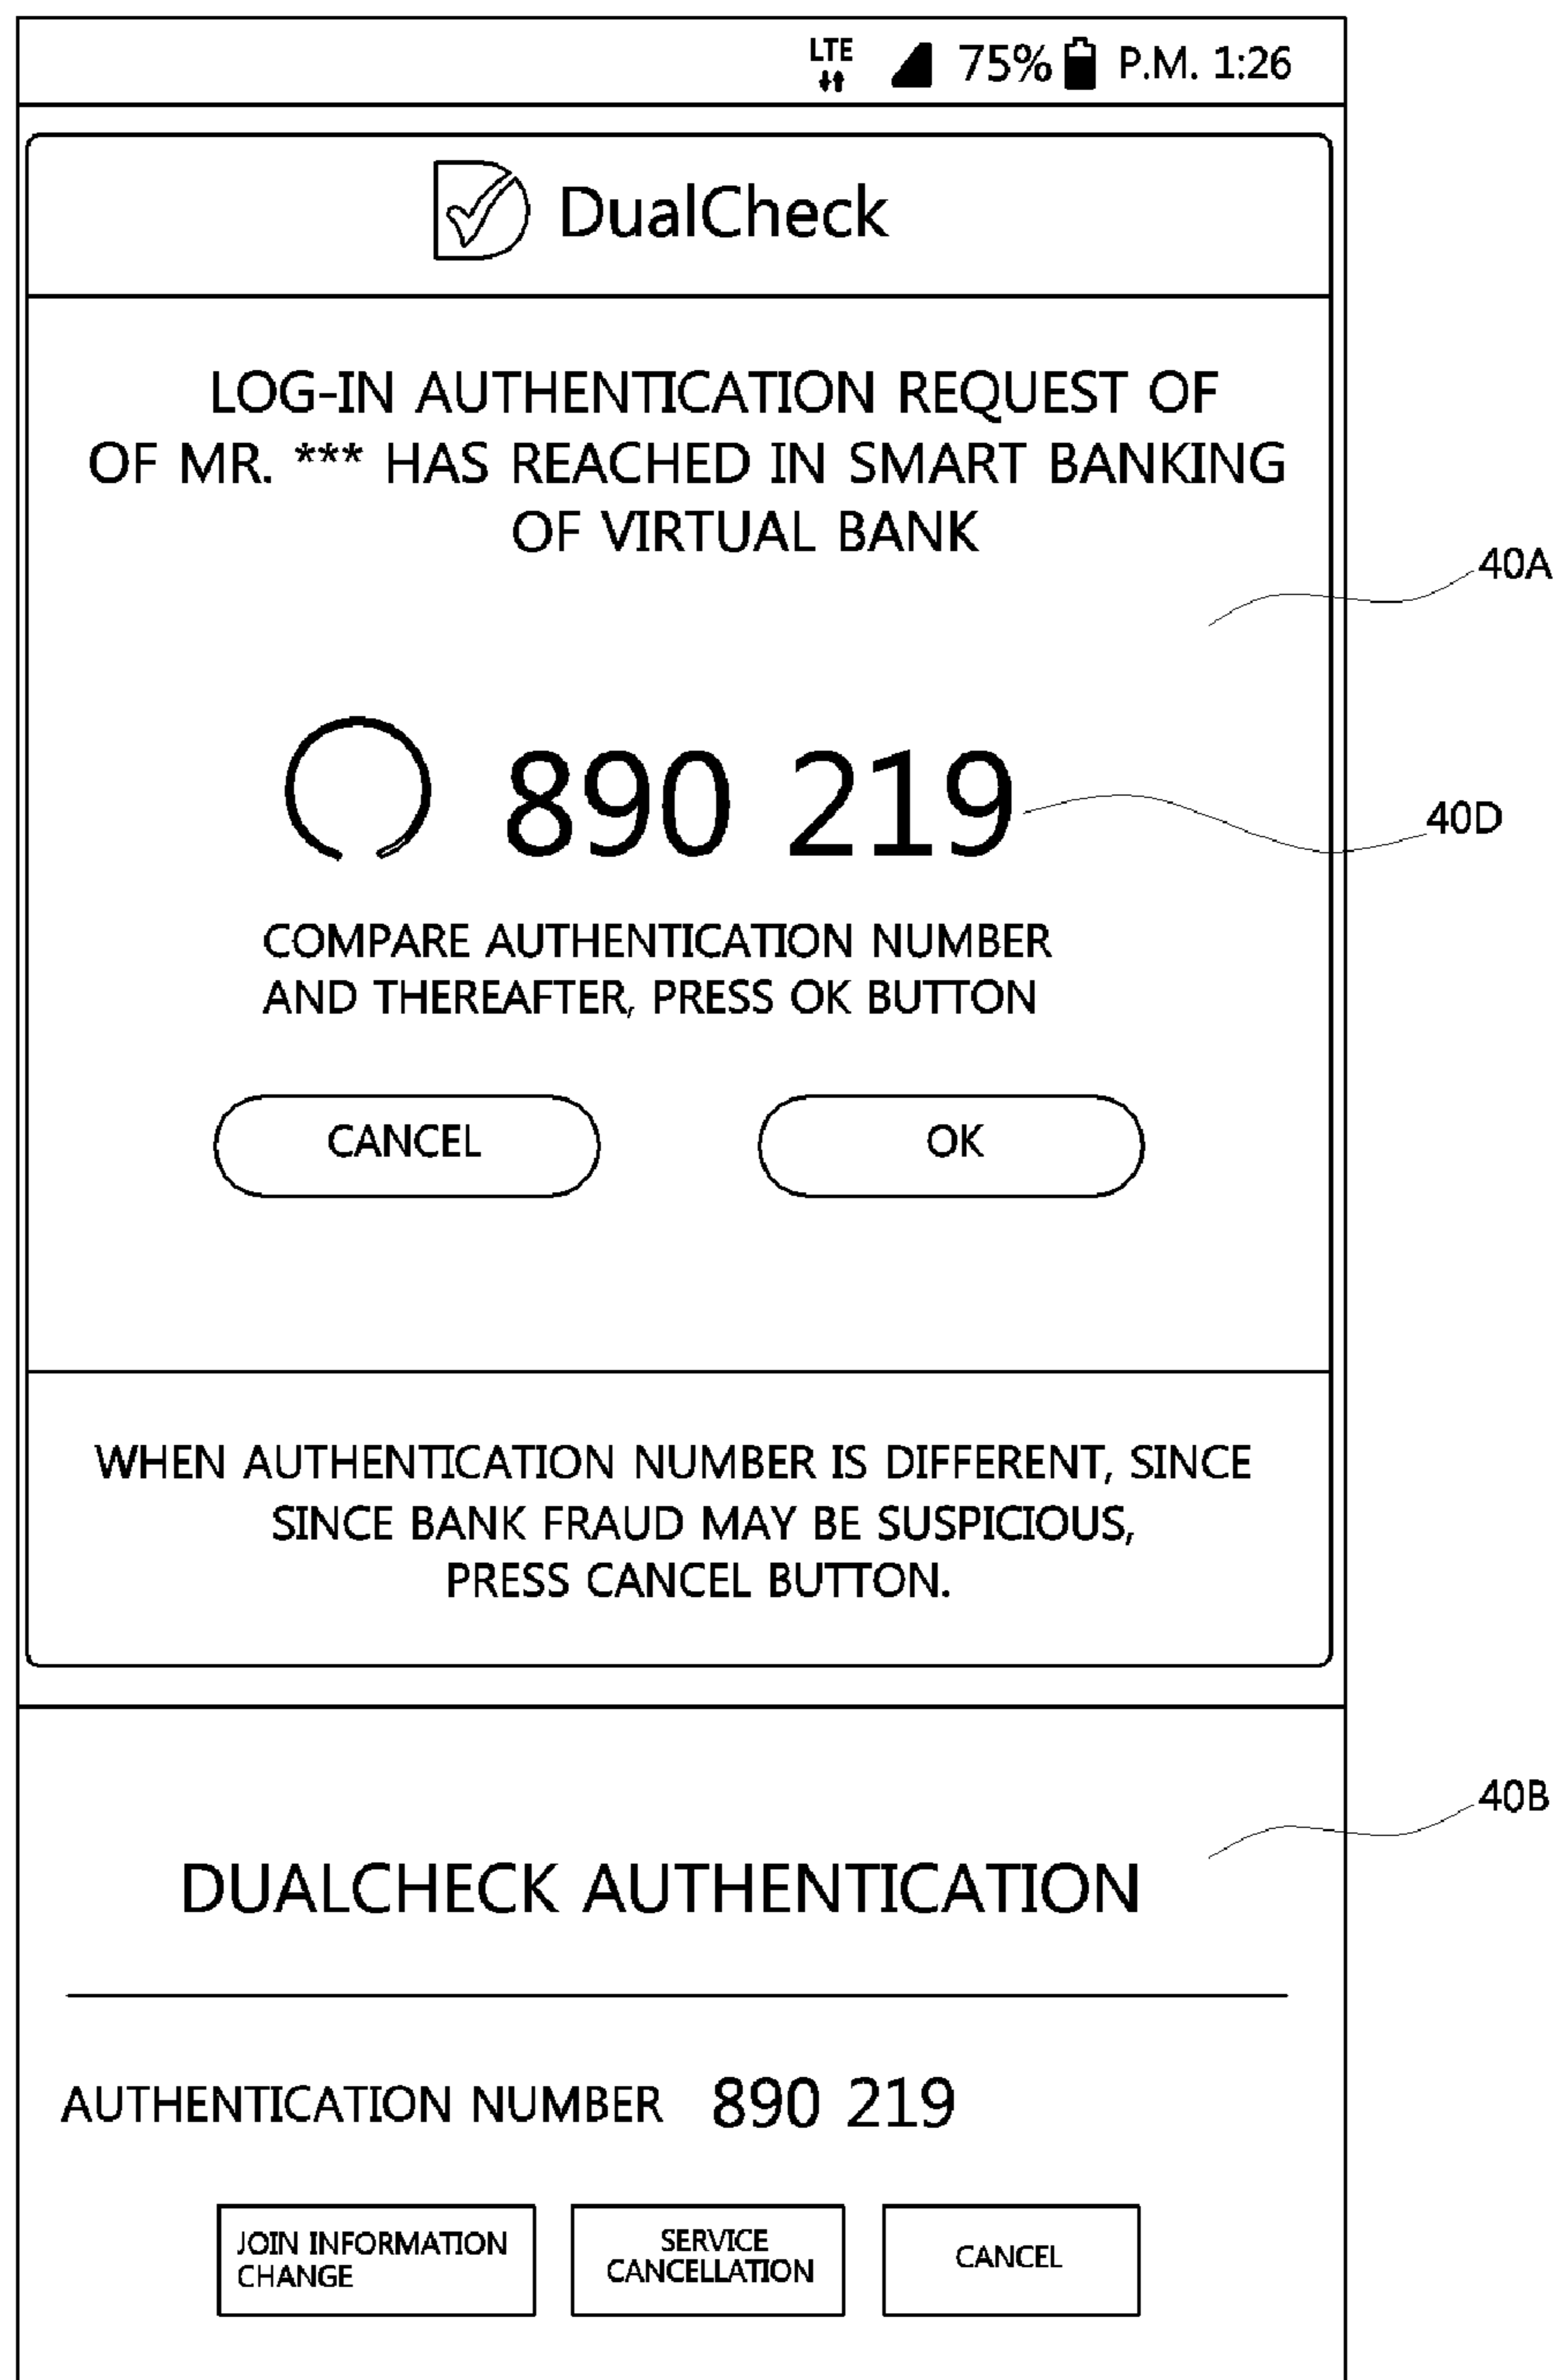 LTE 75% P.M. 1:26
DualCheck
LOG-IN AUTHENTICATION REQUEST OF
OF MR. *** HAS REACHED IN SMART BANKING
OF VIRTUAL BANK
40A
890 219
40D
COMPARE AUTHENTICATION NUMBER
AND THEREAFTER, PRESS OK BUTTON
CANCEL OK
WHEN AUTHENTICATION NUMBER IS DIFFERENT, SINCE
SINCE BANK FRAUD MAY BE SUSPICIOUS,
PRESS CANCEL BUTTON.
40B
DUALCHECK AUTHENTICATION
AUTHENTICATION NUMBER 890 219
JOIN INFORMATION
CHANGE
SERVICE
CANCELLATION
CANCEL